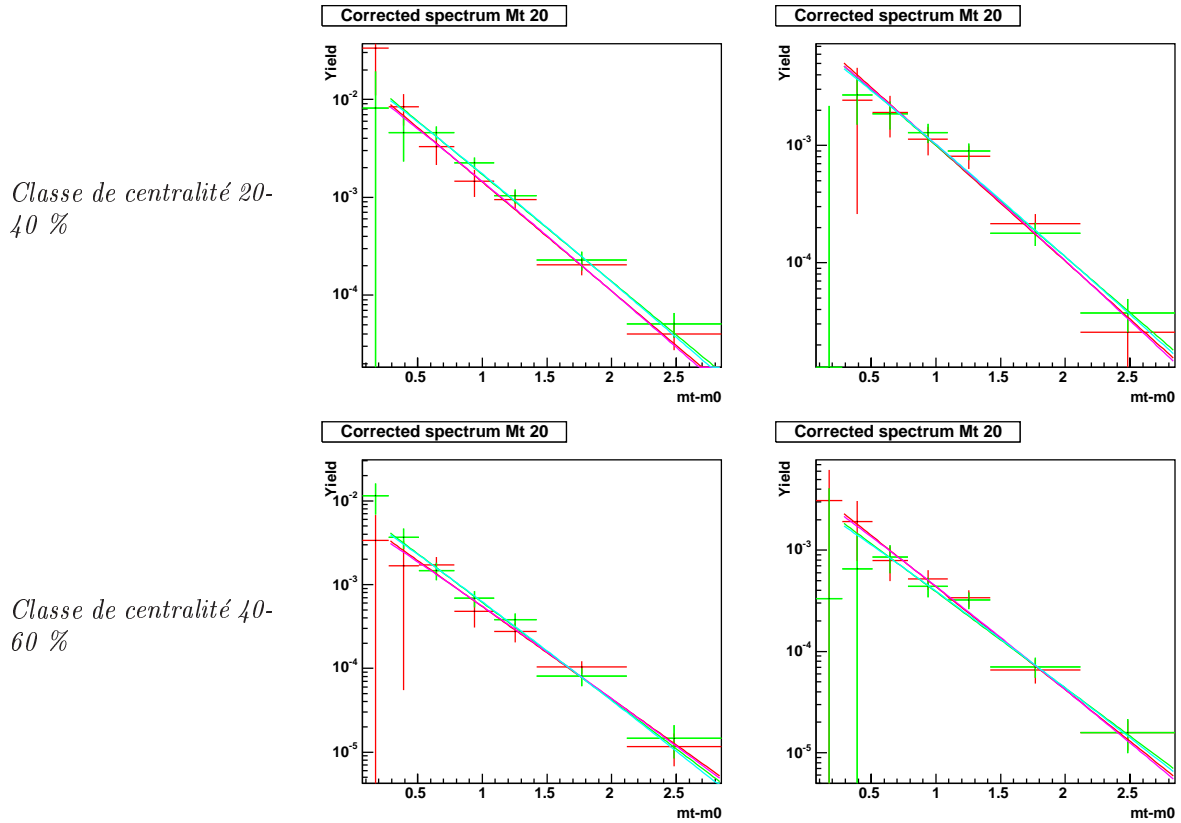 Corrected spectrum Mt 20
Yield
10^-2
10^-3
10^-4
0.5 1 1.5 2 2.5
mt-m0
Corrected spectrum Mt 20
Yield
10^-3
10^-4
0.5 1 1.5 2 2.5
mt-m0
Classe de centralité 20-
40 %
Corrected spectrum Mt 20
Yield
10^-2
10^-3
10^-4
10^-5
0.5 1 1.5 2 2.5
mt-m0
Corrected spectrum Mt 20
Yield
10^-3
10^-4
10^-5
0.5 1 1.5 2 2.5
mt-m0
Classe de centralité 40-
60 %